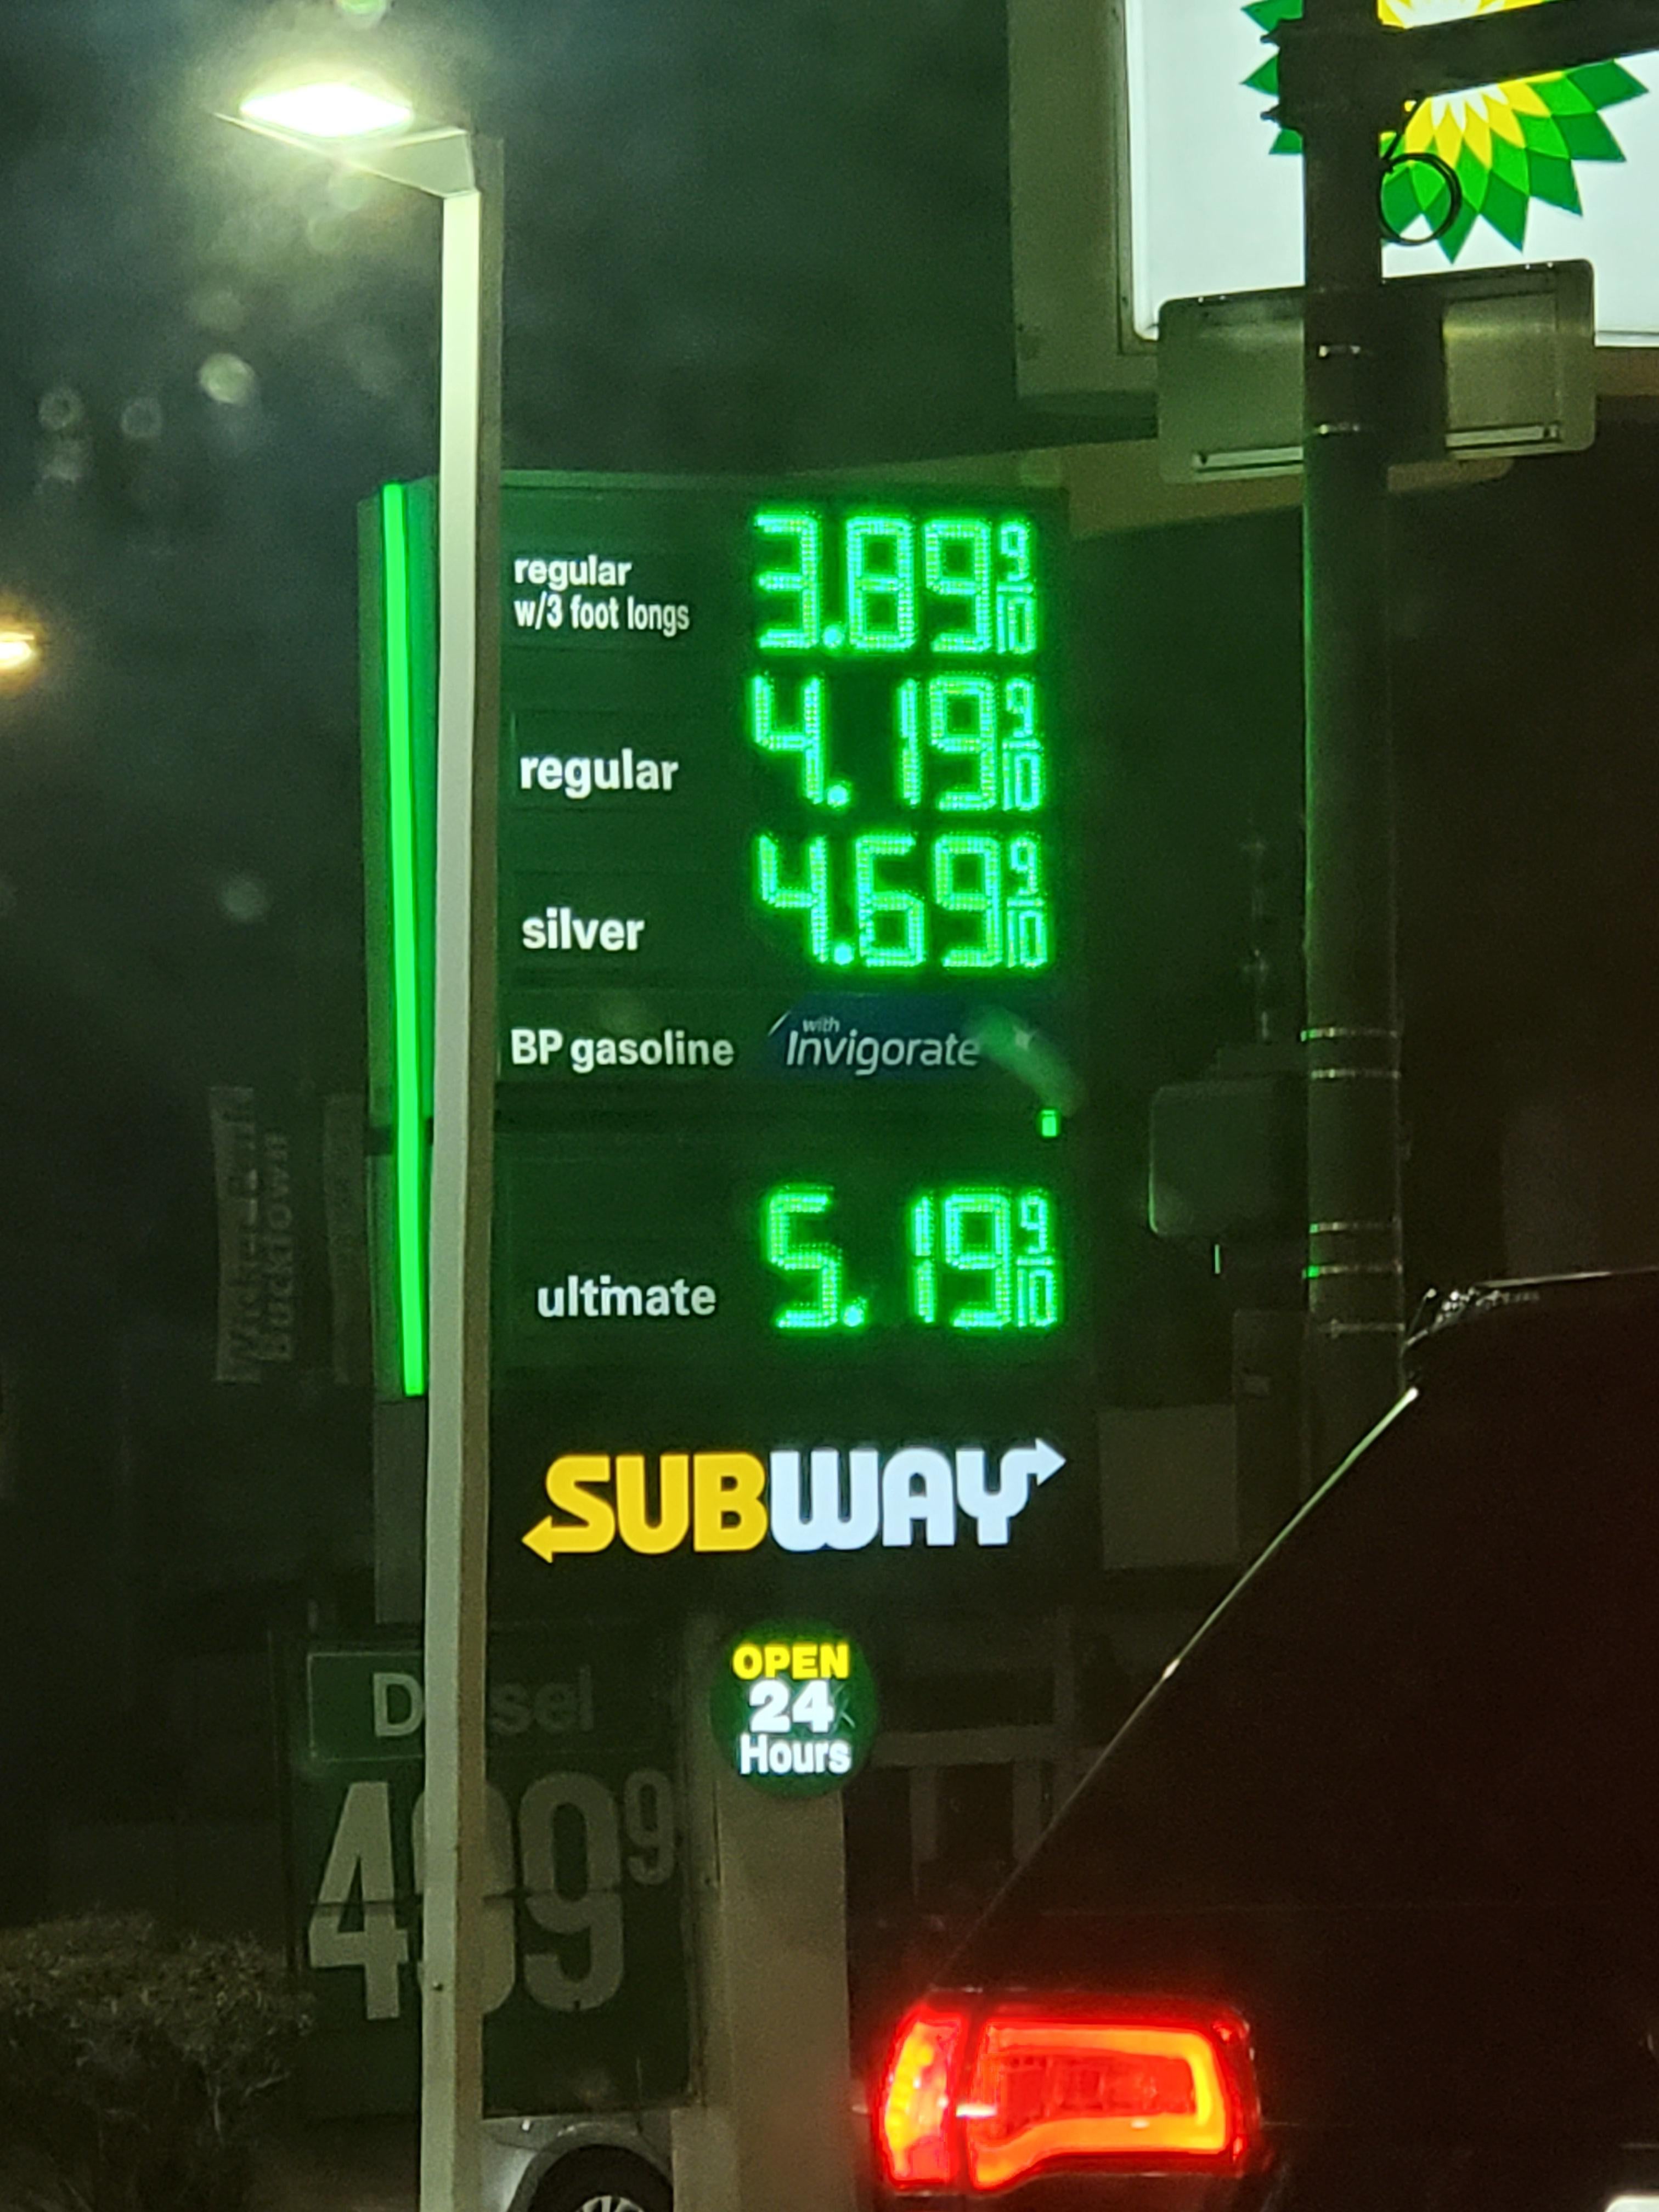 regular
w/3 foot longs
3.89 9/10
regular
4.19 9/10
silver
4.69 9/10
BP gasoline
with
Invigorate
ultimate
5.19 9/10
SUBWAY
OPEN
24
Hours